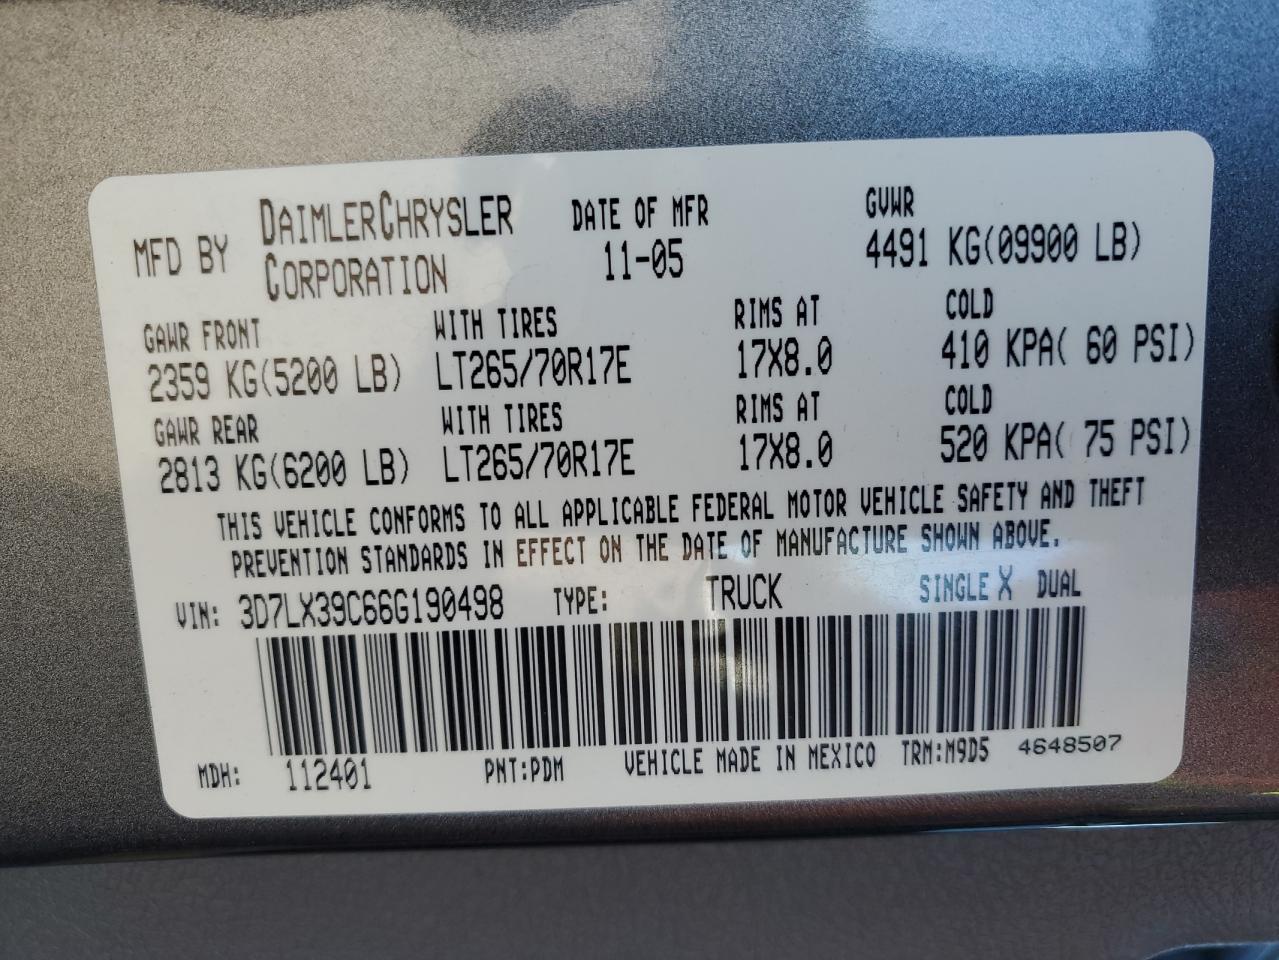 MFD BY DAIMLERCHRYSLER CORPORATION DATE OF MFR 11-05 GVWR 4491 KG(09900 LB)
GAWR FRONT WITH TIRES RIMS AT COLD
2359 KG(5200 LB) LT265/70R17E 17X8.0 410 KPA( 60 PSI)
GAWR REAR WITH TIRES RIMS AT COLD
2813 KG(6200 LB) LT265/70R17E 17X8.0 520 KPA( 75 PSI)
THIS VEHICLE CONFORMS TO ALL APPLICABLE FEDERAL MOTOR VEHICLE SAFETY AND THEFT
PREVENTION STANDARDS IN EFFECT ON THE DATE OF MANUFACTURE SHOWN ABOVE.
VIN: 3D7LX39C66G190498 TYPE: TRUCK SINGLE X DUAL
MDH: 112401 PNT:PDM VEHICLE MADE IN MEXICO TRM:M9D5 4648507